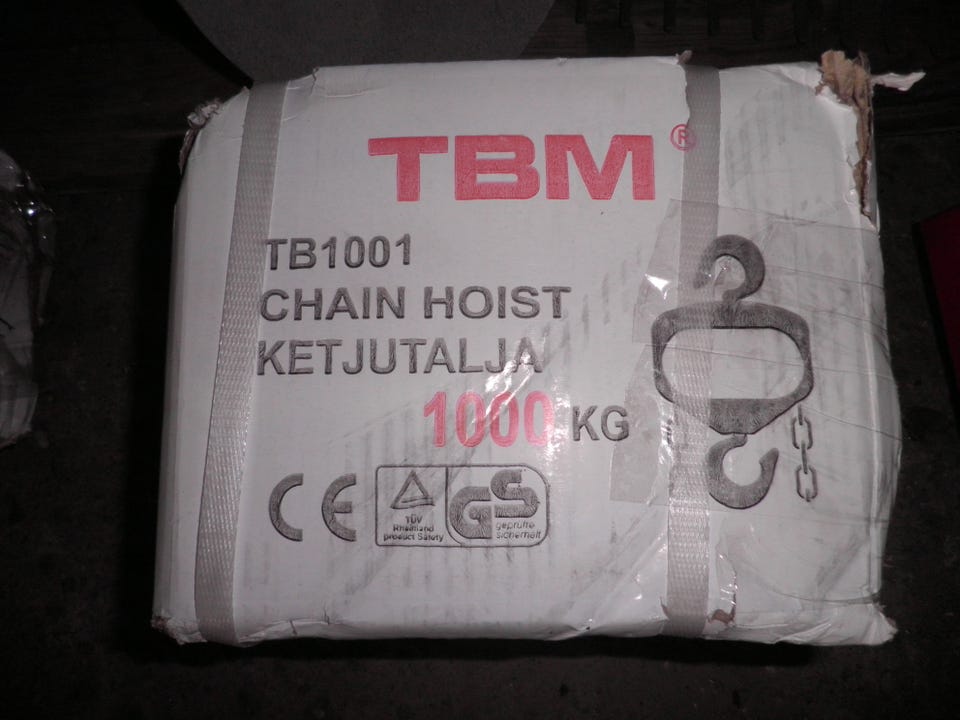 TBM®
TB1001
CHAIN HOIST
KETJUTALJA
1000 KG
CE
TÜV
Rheinland
product Safety
GS
geprüfte
sicherheit